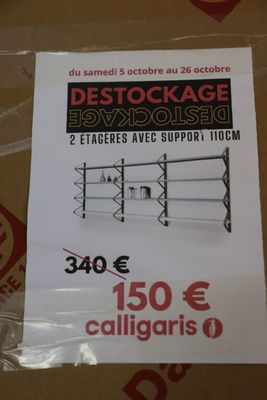 du samedi 5 octobre au 26 octobre
DESTOCKAGE
DESTOCKAGE
2 ETAGERES AVEC SUPPORT 110CM
340 €
150 €
calligaris